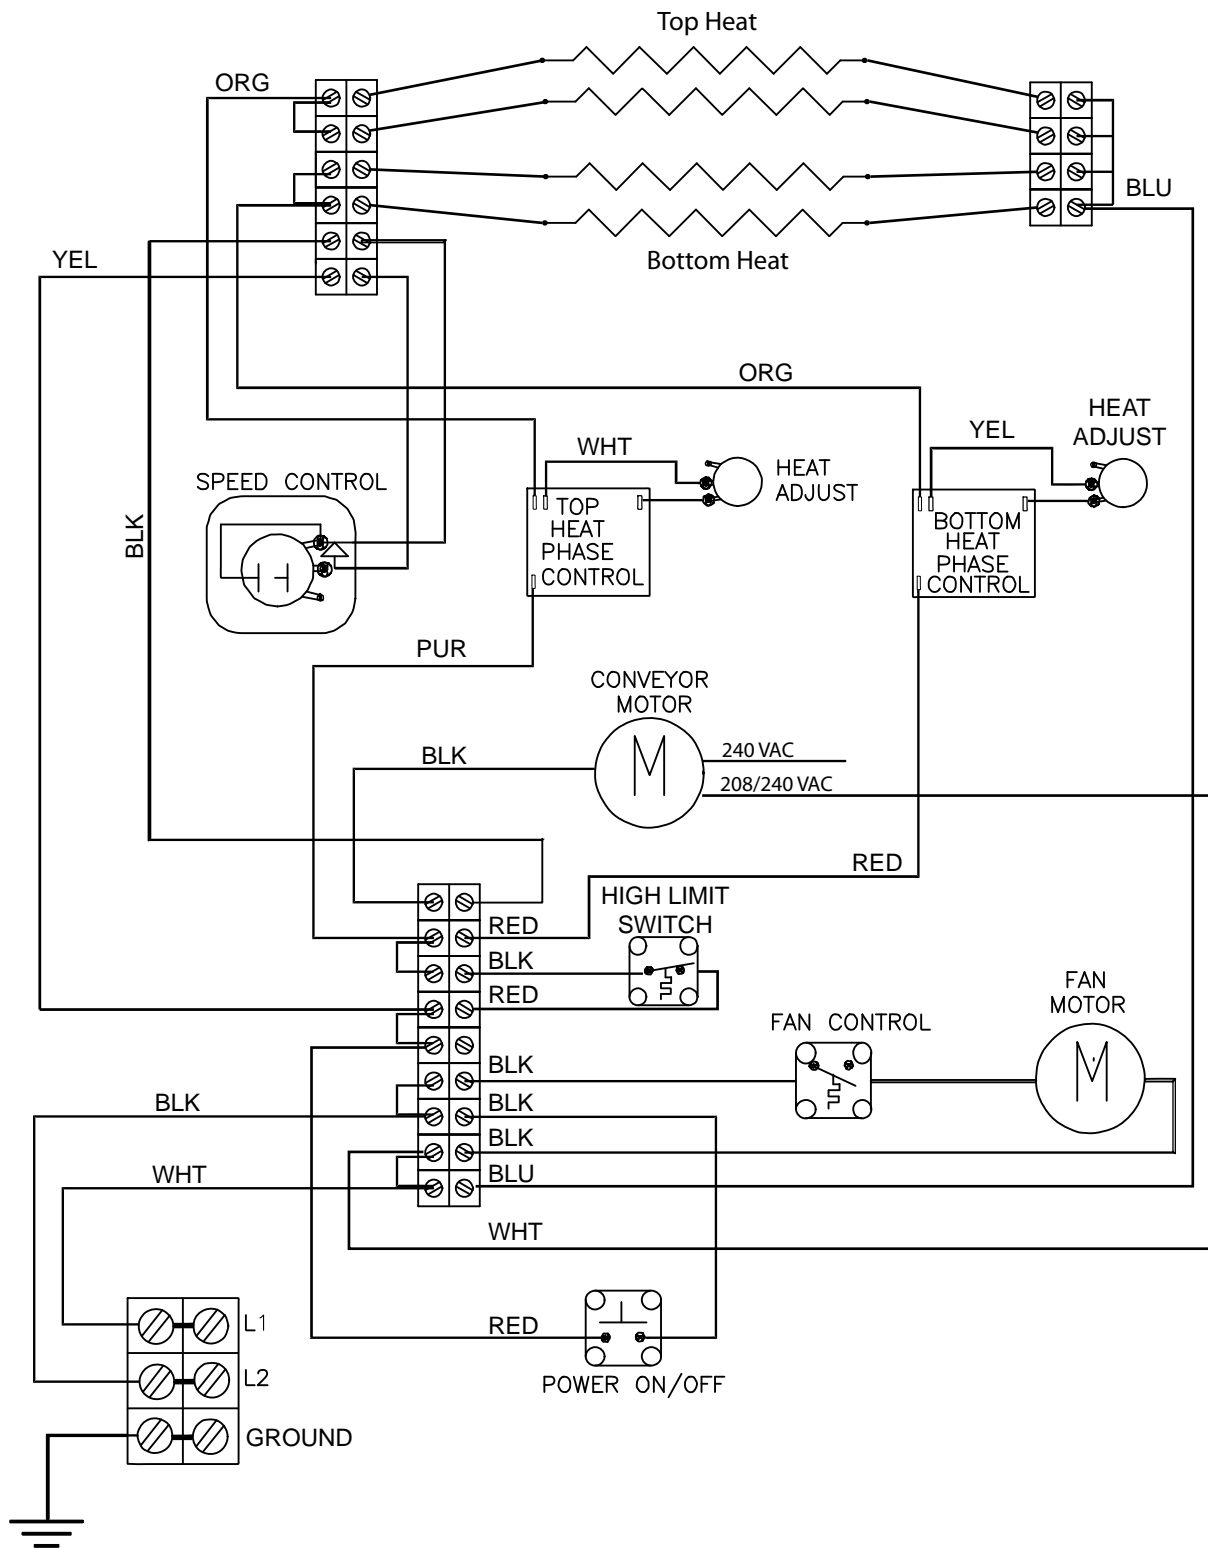 Top Heat
ORG
BLU
YEL
Bottom Heat
ORG
HEAT
ADJUST
YEL
WHT
HEAT
ADJUST
SPEED CONTROL
BLK
TOP
HEAT
PHASE
CONTROL
BOTTOM
HEAT
PHASE
CONTROL
PUR
CONVEYOR
MOTOR
M
BLK
240 VAC
208/240 VAC
RED
HIGH LIMIT
SWITCH
RED
BLK
RED
FAN
MOTOR
M
FAN CONTROL
BLK
BLK
BLK
BLK
WHT
BLU
WHT
L1
RED
L2
POWER ON/OFF
GROUND